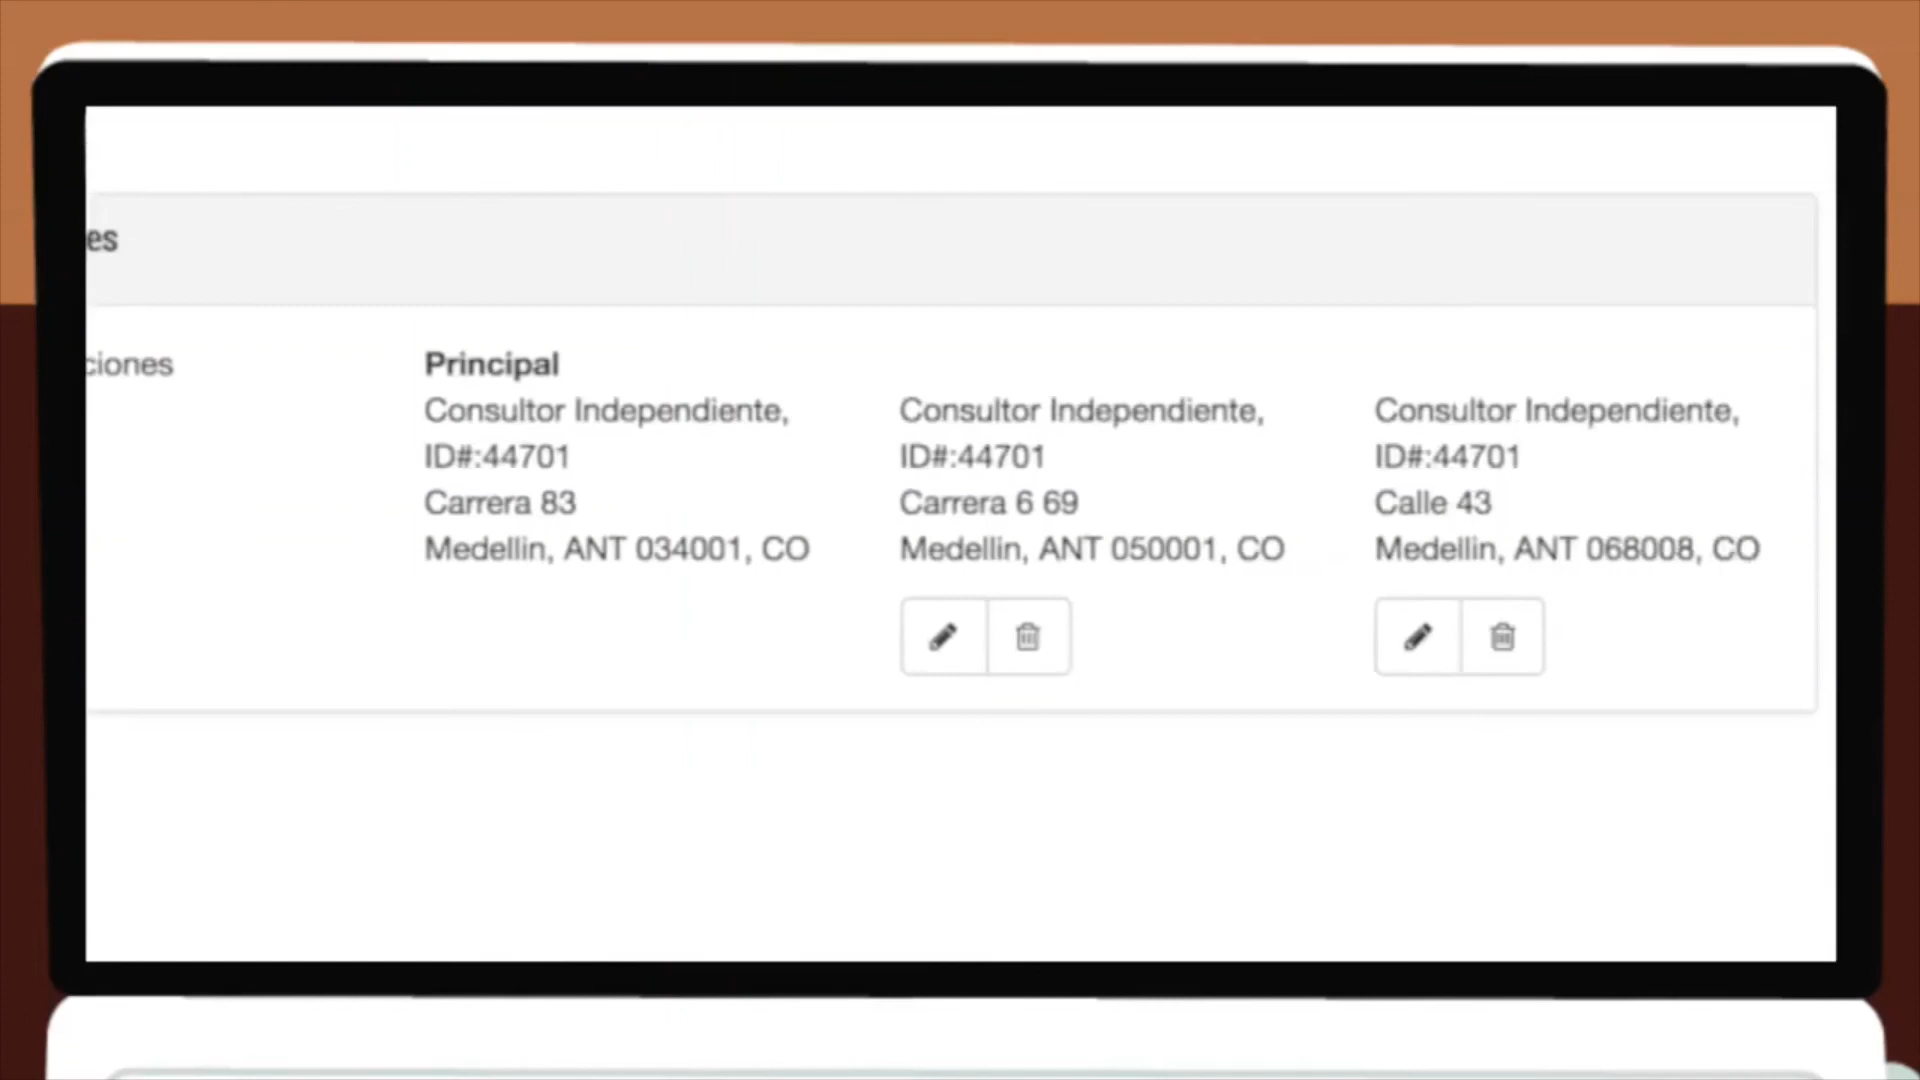 es
ciones
Principal
Consultor Independiente,
ID#:44701
Carrera 83
Medellin, ANT 034001, CO
Consultor Independiente,
ID#:44701
Carrera 6 69
Medellin, ANT 050001, CO
Consultor Independiente,
ID#:44701
Calle 43
Medellin, ANT 068008, CO